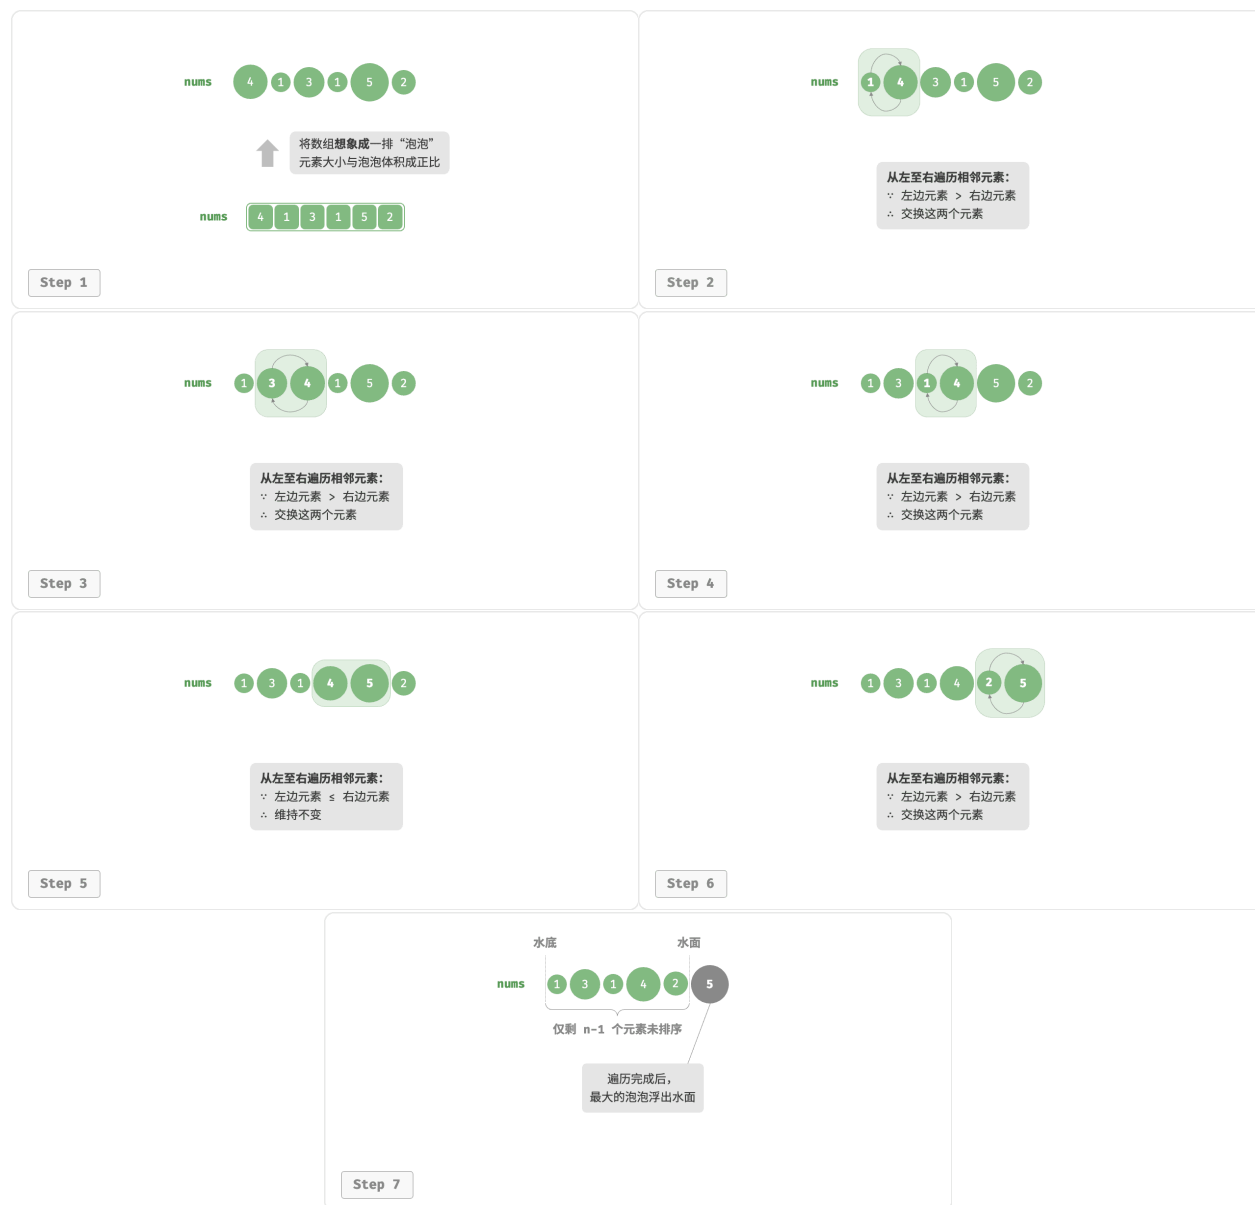 nums 4 1 3 1 5 2
将数组想象成一排“泡泡”
元素大小与泡泡体积成正比
nums 4 1 3 1 5 2
Step 1
nums 1 4 3 1 5 2
从左至右遍历相邻元素：
∵ 左边元素 > 右边元素
∴ 交换这两个元素
Step 2
nums 1 3 4 1 5 2
从左至右遍历相邻元素：
∵ 左边元素 > 右边元素
∴ 交换这两个元素
Step 3
nums 1 3 1 4 5 2
从左至右遍历相邻元素：
∵ 左边元素 > 右边元素
∴ 交换这两个元素
Step 4
nums 1 3 1 4 5 2
从左至右遍历相邻元素：
∵ 左边元素 ≤ 右边元素
∴ 维持不变
Step 5
nums 1 3 1 4 2 5
从左至右遍历相邻元素：
∵ 左边元素 > 右边元素
∴ 交换这两个元素
Step 6
水底 水面
nums 1 3 1 4 2 5
仅剩 n-1 个元素未排序
遍历完成后，
最大的泡泡浮出水面
Step 7